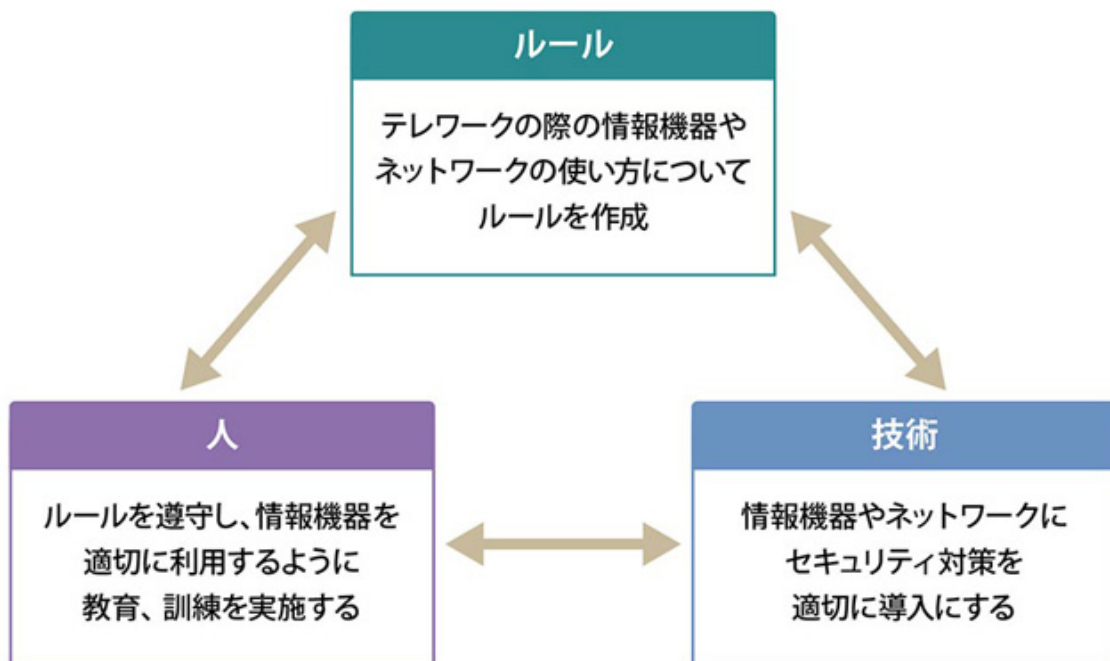 ルール
テレワークの際の情報機器や
ネットワークの使い方について
ルールを作成
人
ルールを遵守し、情報機器を
適切に利用するように
教育、訓練を実施する
技術
情報機器やネットワークに
セキュリティ対策を
適切に導入にする